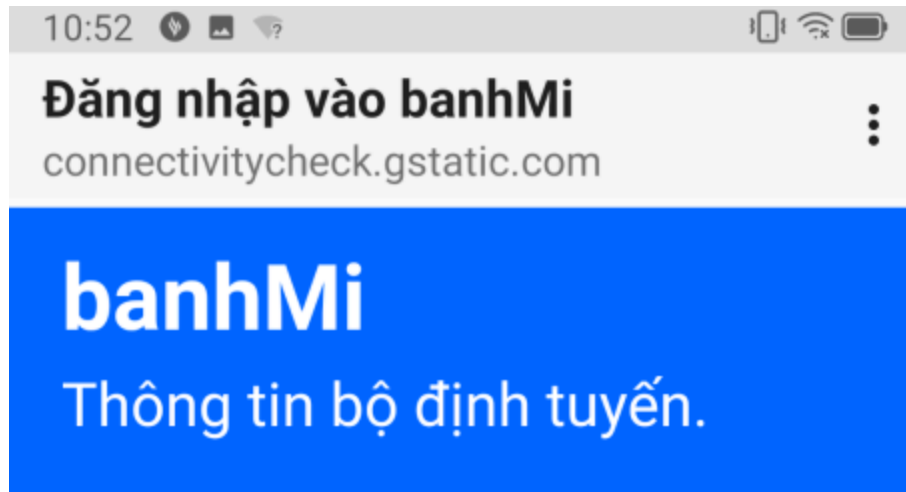 10:52
Đăng nhập vào banhMi
connectivitycheck.gstatic.com
banhMi
Thông tin bộ định tuyến.